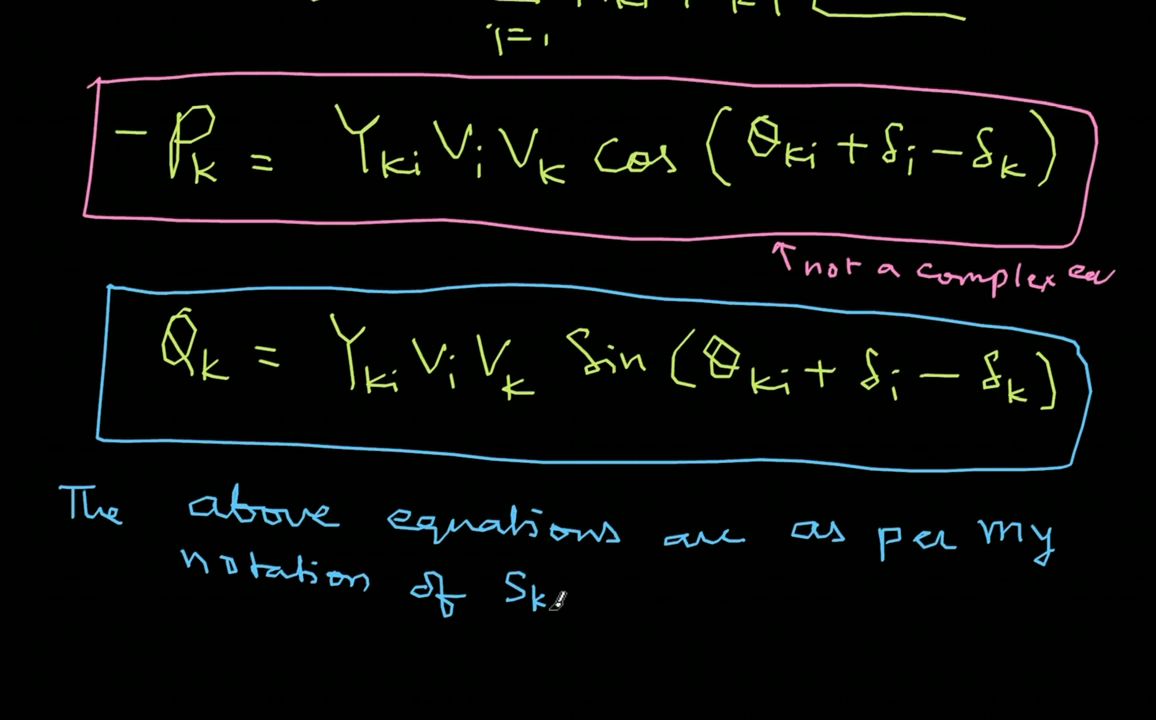 i=1
- Pk = Yki Vi Vk cos (θki + δi - δk)
↑ not a complex eq
Qk = Yki Vi Vk Sin (θki + δi - δk)
The above equations are as per my
notation of Sk